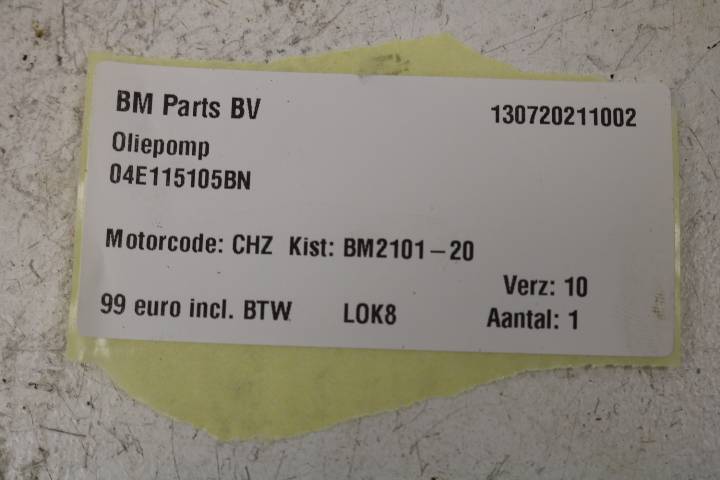 BM Parts BV 130720211002
Oliepomp
04E115105BN
Motorcode: CHZ Kist: BM2101-20
Verz: 10
99 euro incl. BTW LOK8 Aantal: 1